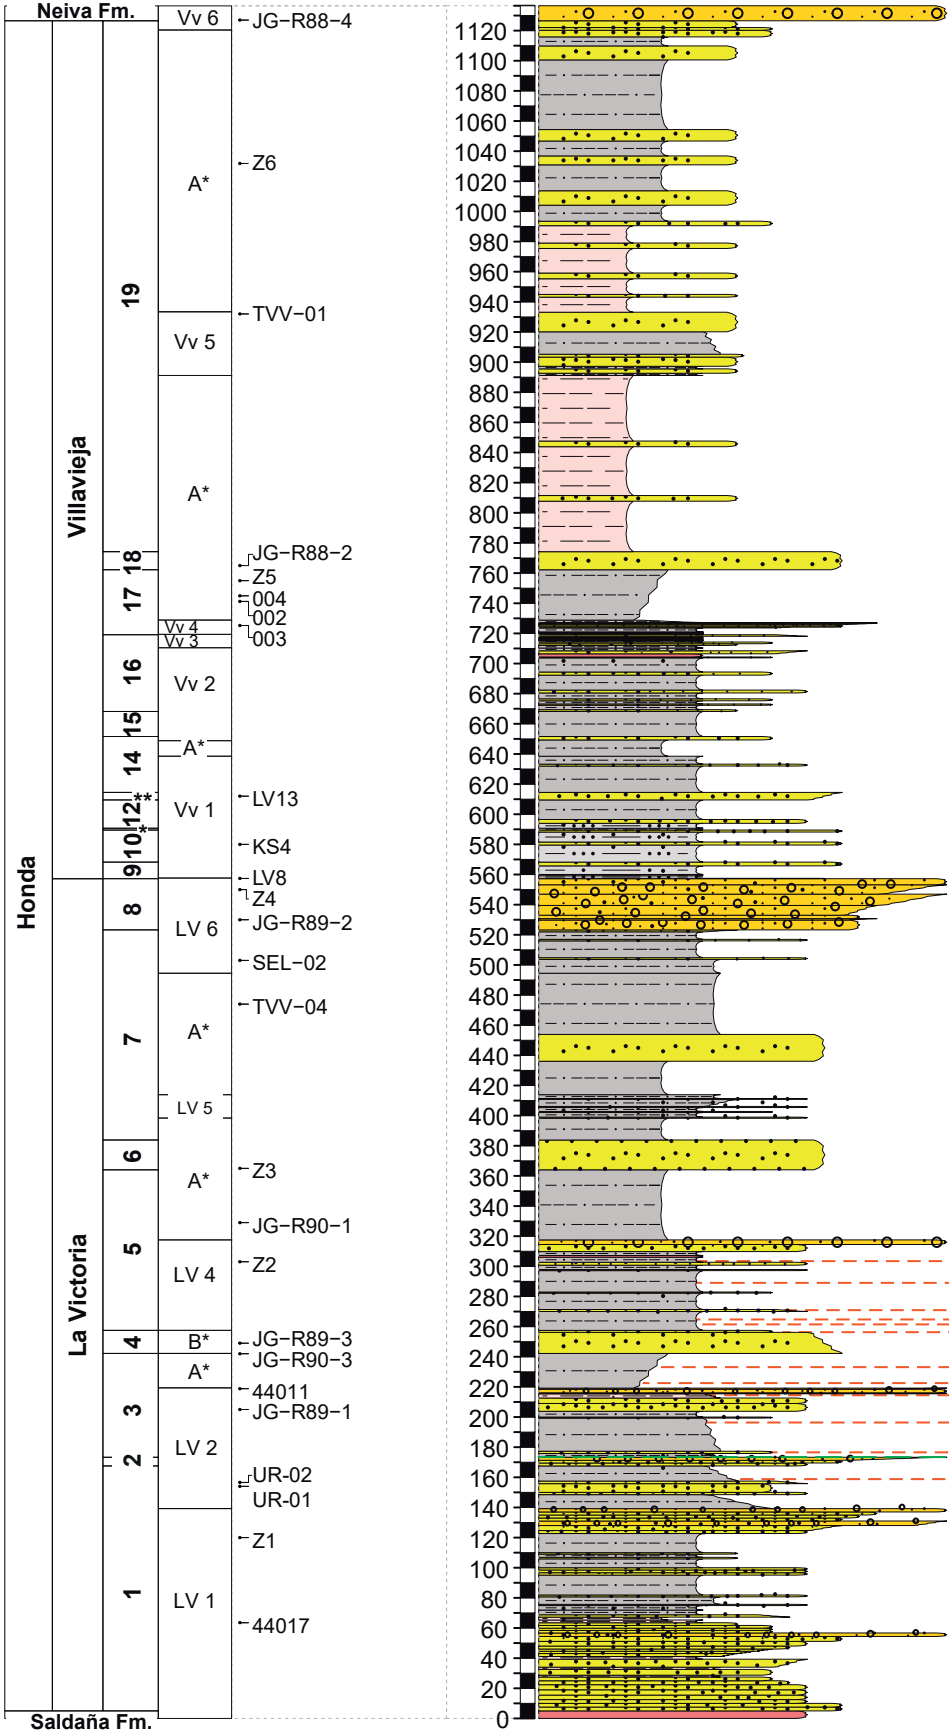 Neiva Fm.
Honda
Villavieja
La Victoria
Saldaña Fm.
19
18
17
16
15
14
**
12
*
10
9
8
7
6
5
4
3
2
1
Vv 6
A*
Vv 5
A*
Vv 4
Vv 3
Vv 2
A*
Vv 1
LV 6
A*
LV 5
A*
LV 4
B*
A*
LV 2
LV 1
JG-R88-4
Z6
TVV-01
JG-R88-2
Z5
004
002
003
LV13
KS4
LV8
Z4
JG-R89-2
SEL-02
TVV-04
Z3
JG-R90-1
Z2
JG-R89-3
JG-R90-3
44011
JG-R89-1
UR-02
UR-01
Z1
44017
1120
1100
1080
1060
1040
1020
1000
980
960
940
920
900
880
860
840
820
800
780
760
740
720
700
680
660
640
620
600
580
560
540
520
500
480
460
440
420
400
380
360
340
320
300
280
260
240
220
200
180
160
140
120
100
80
60
40
20
0